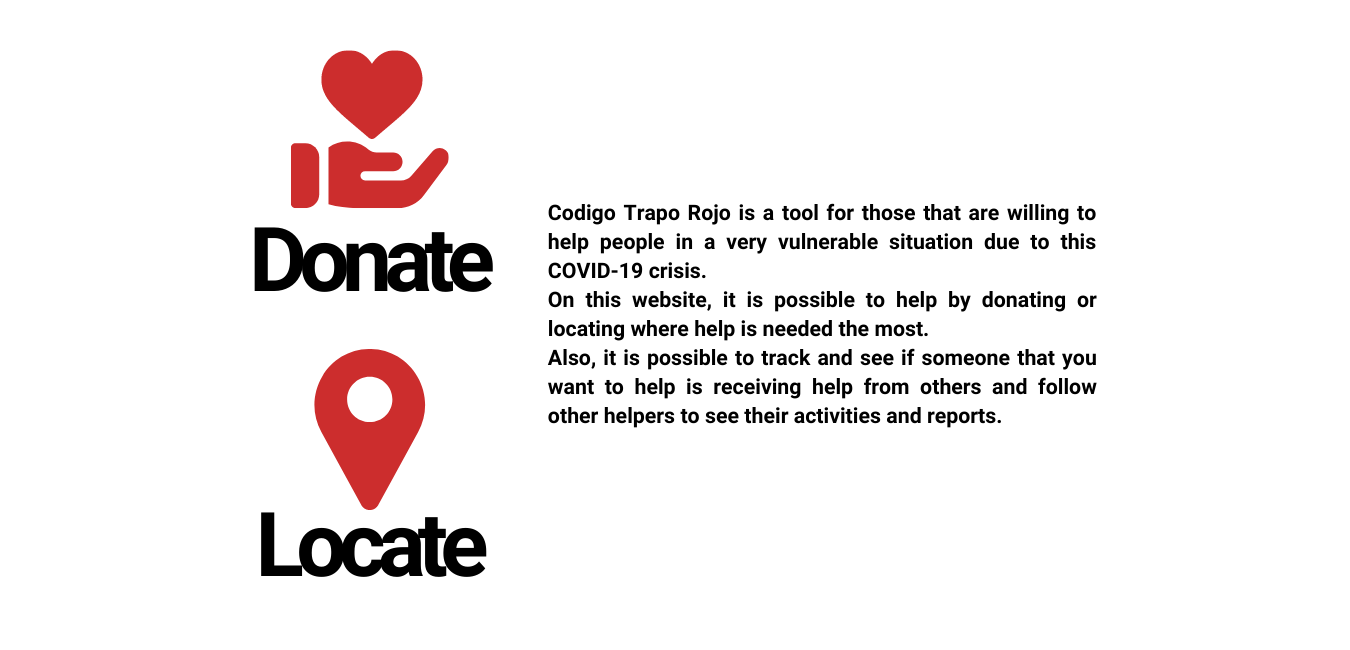 Donate
Locate
Codigo Trapo Rojo is a tool for those that are willing to
help people in a very vulnerable situation due to this
COVID-19 crisis.
On this website, it is possible to help by donating or
locating where help is needed the most.
Also, it is possible to track and see if someone that you
want to help is receiving help from others and follow
other helpers to see their activities and reports.